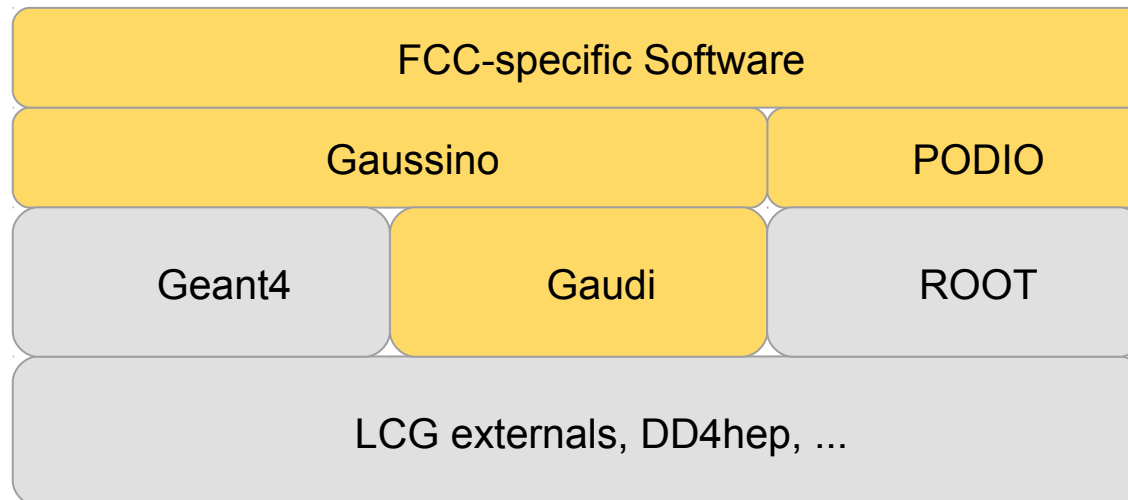 FCC-specific Software
Gaussino
PODIO
Geant4
Gaudi
ROOT
LCG externals, DD4hep, ...